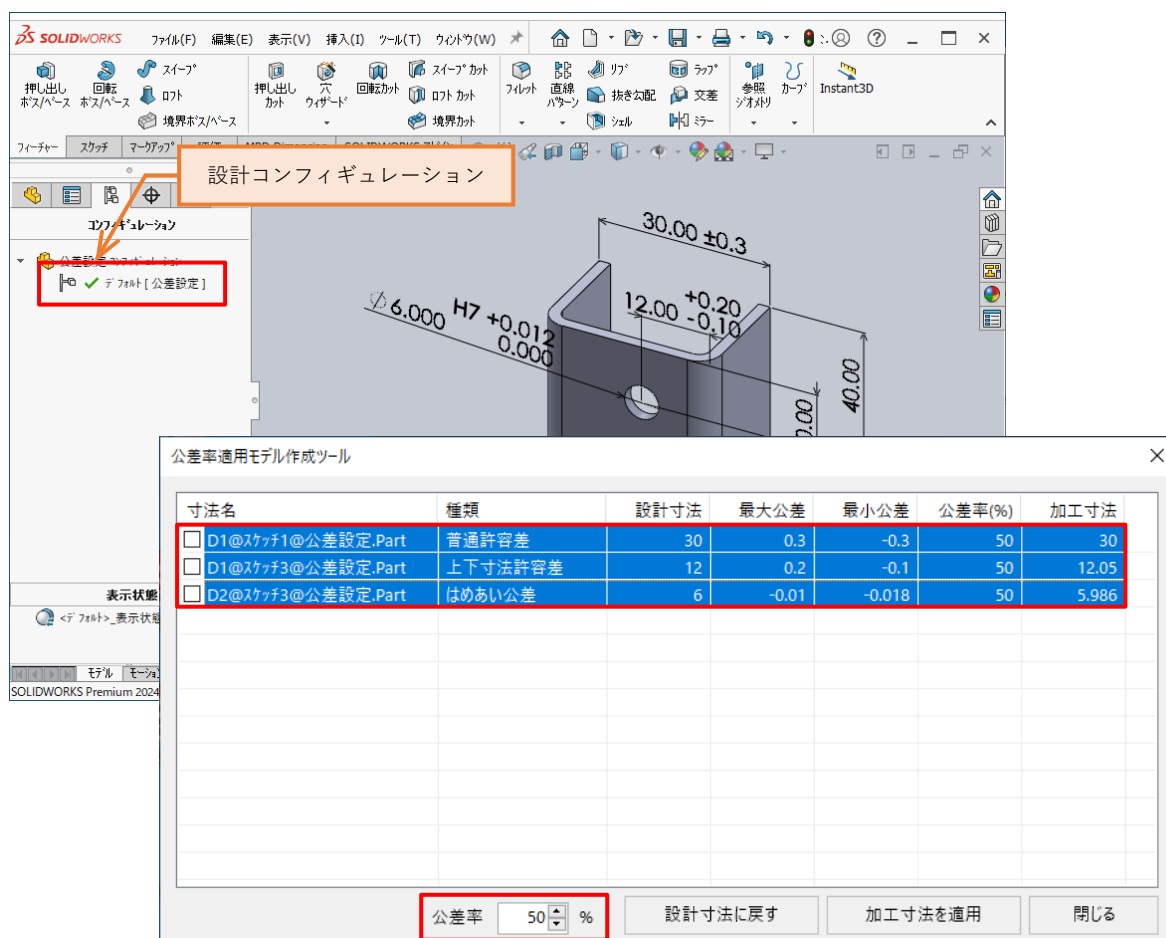 SOLIDWORKS ファイル(F) 編集(E) 表示(V) 挿入(I) ツール(T) ウィンドウ(W)
押し出し ボス/ベース
回転 ボス/ベース
スイープ
ロフト
境界ボス/ベース
押し出し カット
穴 ウィザード
回転カット
スイープ カット
ロフト カット
境界カット
フィレット
直線 パターン
リブ
抜き勾配
シェル
ラップ
交差
ミラー
参照 ジオメトリ
カーブ
Instant3D
フィーチャー スケッチ マークアップ
設計コンフィギュレーション
コンフィギュレーション
デフォルト [ 公差設定 ]
30.00 ±0.3
12.00 +0.20 -0.10
∅6.000 H7 +0.012 0.000
40.00
表示状態
<デフォルト>_表示状態
モデル
SOLIDWORKS Premium 2024
公差率適用モデル作成ツール
寸法名 種類 設計寸法 最大公差 最小公差 公差率(%) 加工寸法
D1@スケッチ1@公差設定.Part 普通許容差 30 0.3 -0.3 50 30
D1@スケッチ3@公差設定.Part 上下寸法許容差 12 0.2 -0.1 50 12.05
D2@スケッチ3@公差設定.Part はめあい公差 6 -0.01 -0.018 50 5.986
公差率 50 % 設計寸法に戻す 加工寸法を適用 閉じる